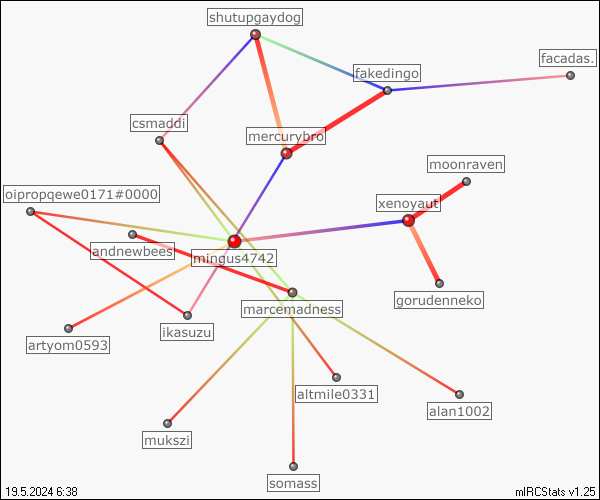 shutupgaydog
facadas.
fakedingo
csmaddi
mercurybro
moonraven
oipropqewe0171#0000
xenoyaut
andnewbees
mingus4742
gorudenneko
marcemadness
ikasuzu
artyom0593
altmile0331
alan1002
mukszi
somass
19.5.2024 6:38
mIRCStats v1.25